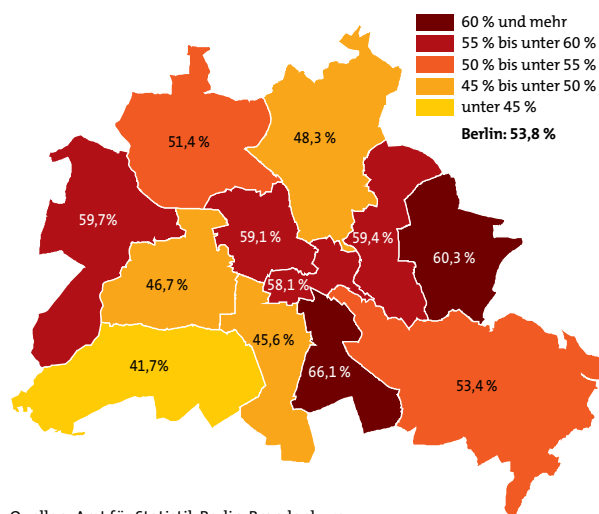 60 % und mehr
55 % bis unter 60 %
50 % bis unter 55 %
45 % bis unter 50 %
unter 45 %
Berlin: 53,8 %
51,4 %
48,3 %
59,7%
59,1 %
59,4 %
60,3 %
46,7 %
58,1 %
45,6 %
41,7%
66,1 %
53,4 %